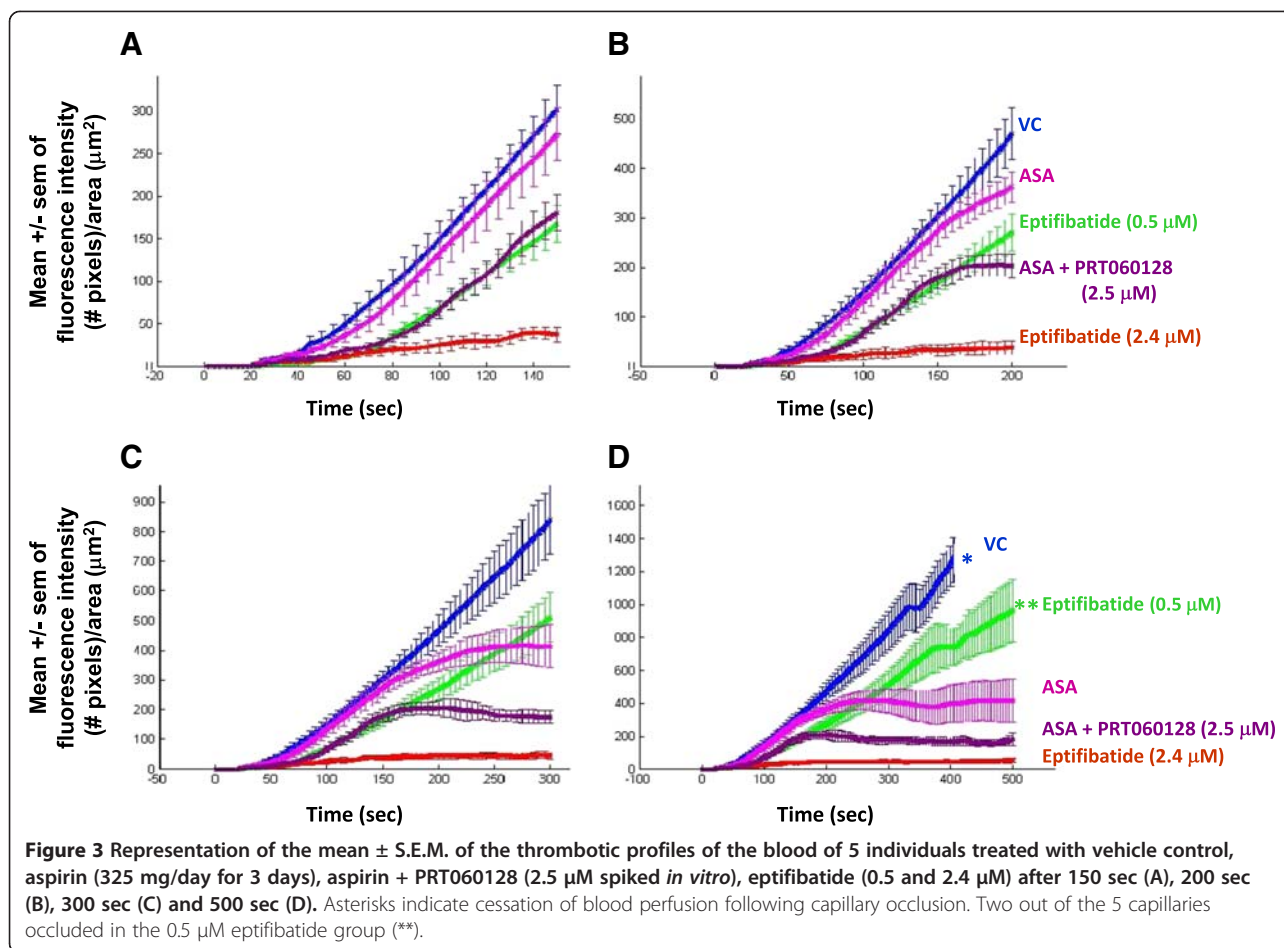 A
B
Mean +/- sem of
fluorescence intensity
(# pixels)/area (µm²)
300
250
200
150
100
50
-20 0 20 40 60 80 100 120 140
Time (sec)
500
400
300
200
100
-50 0 50 100 150 200
Time (sec)
VC
ASA
Eptifibatide (0.5 µM)
ASA + PRT060128
(2.5 µM)
Eptifibatide (2.4 µM)
C
D
Mean +/- sem of
fluorescence intensity
(# pixels)/area (µm²)
900
800
700
600
500
400
300
200
100
0
-50 0 50 100 150 200 250 300
Time (sec)
1600
1400
1200
1000
800
600
400
200
0
-100 0 100 200 300 400 500
Time (sec)
* VC
** Eptifibatide (0.5 µM)
ASA
ASA + PRT060128 (2.5 µM)
Eptifibatide (2.4 µM)
Figure 3 Representation of the mean ± S.E.M. of the thrombotic profiles of the blood of 5 individuals treated with vehicle control,
aspirin (325 mg/day for 3 days), aspirin + PRT060128 (2.5 µM spiked in vitro), eptifibatide (0.5 and 2.4 µM) after 150 sec (A), 200 sec
(B), 300 sec (C) and 500 sec (D). Asterisks indicate cessation of blood perfusion following capillary occlusion. Two out of the 5 capillaries
occluded in the 0.5 µM eptifibatide group (**).